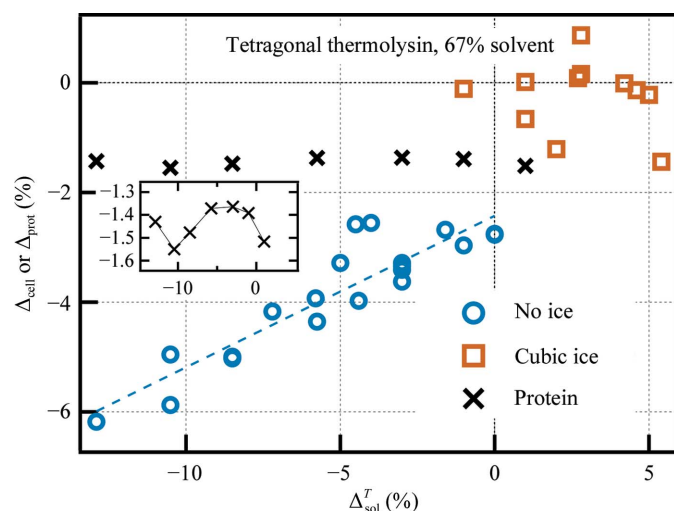 Tetragonal thermolysin, 67% solvent
0
−2
−4
−6
Δcell or Δprot (%)
−1.3
−1.4
−1.5
−1.6
−10 0
No ice
Cubic ice
Protein
−10 −5 0 5
Δᵀsol (%)